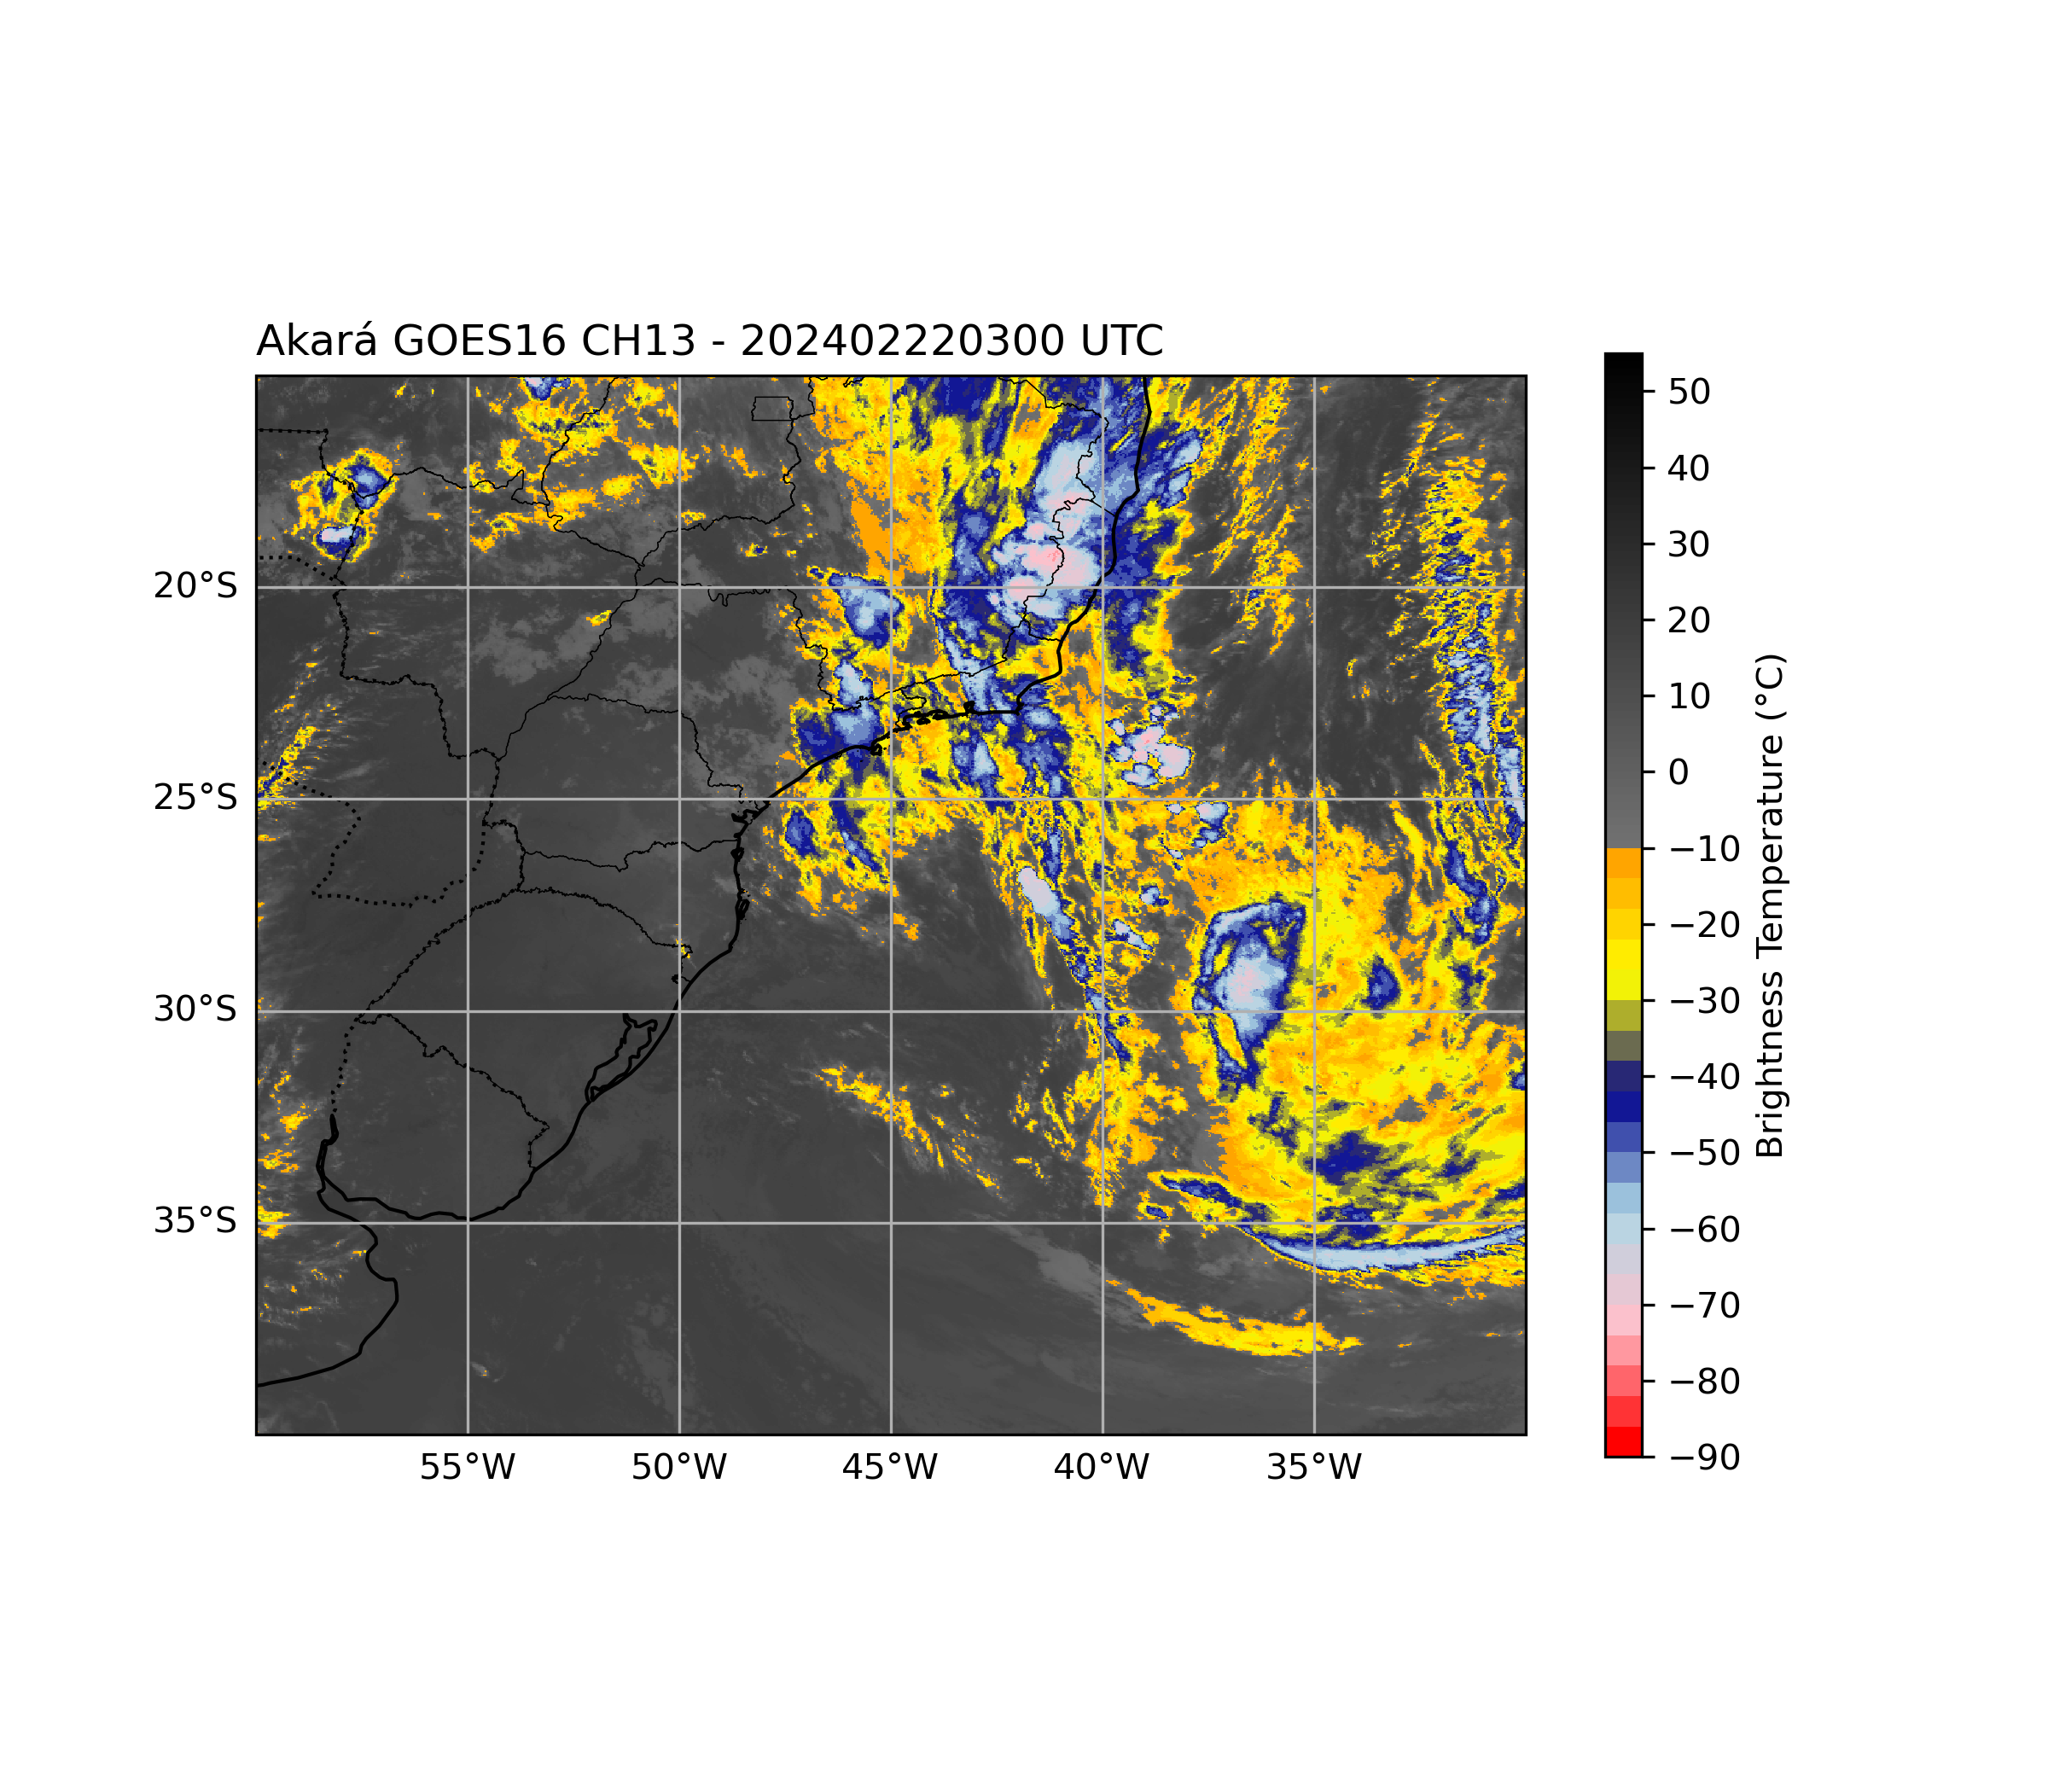 Akará GOES16 CH13 - 202402220300 UTC
20°S
25°S
30°S
35°S
55°W
50°W
45°W
40°W
35°W
50
40
30
20
10
0
−10
−20
−30
−40
−50
−60
−70
−80
−90
Brightness Temperature (°C)